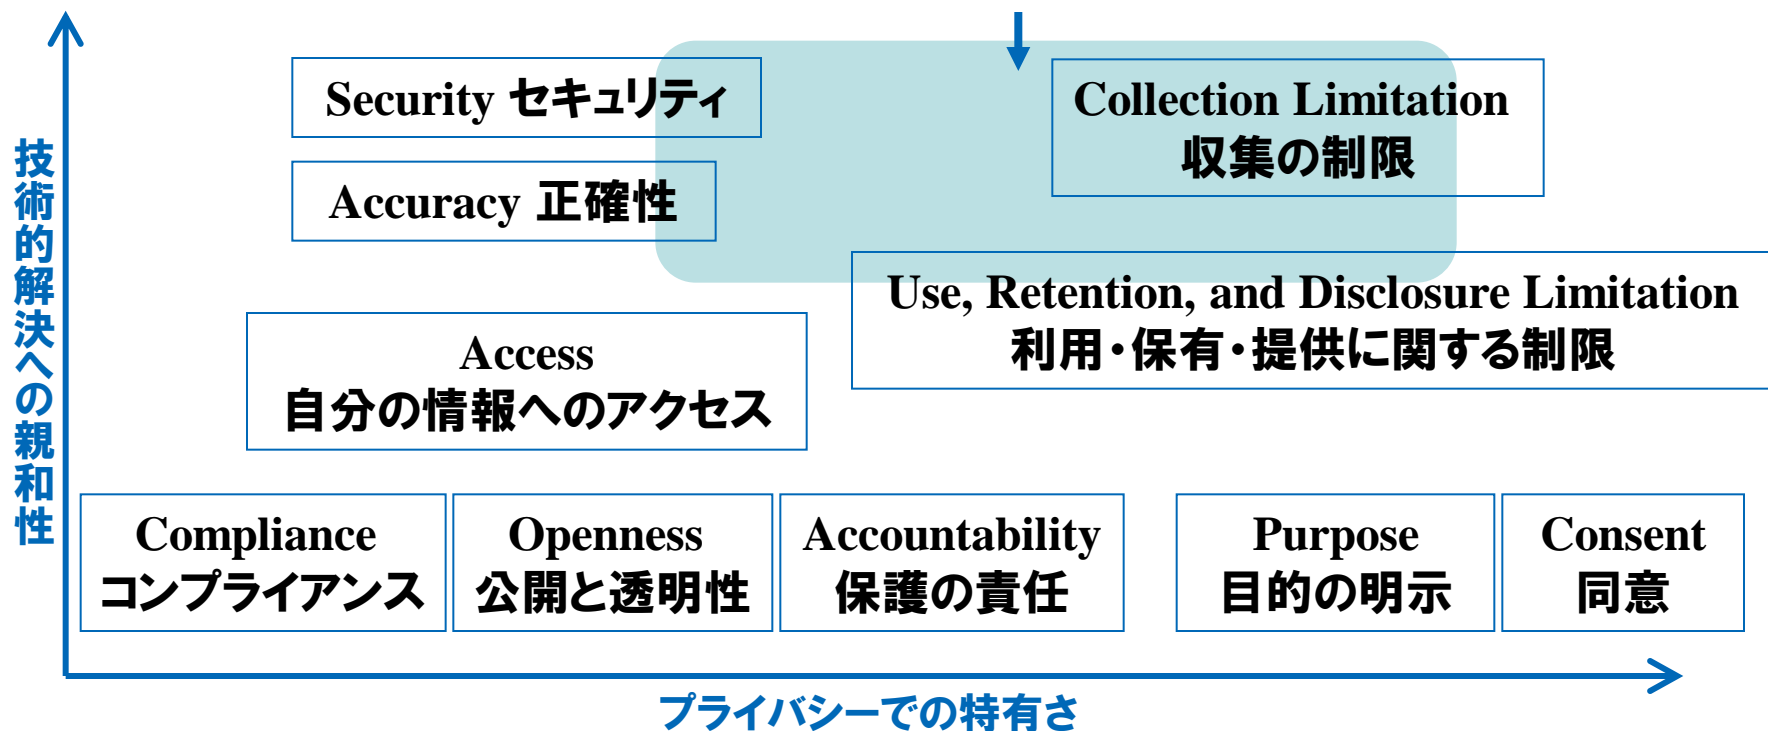 Security セキュリティ
Collection Limitation
収集の制限
Accuracy 正確性
Use, Retention, and Disclosure Limitation
利用・保有・提供に関する制限
Access
自分の情報へのアクセス
Compliance
コンプライアンス
Openness
公開と透明性
Accountability
保護の責任
Purpose
目的の明示
Consent
同意
技術的解決への親和性
プライバシーでの特有さ